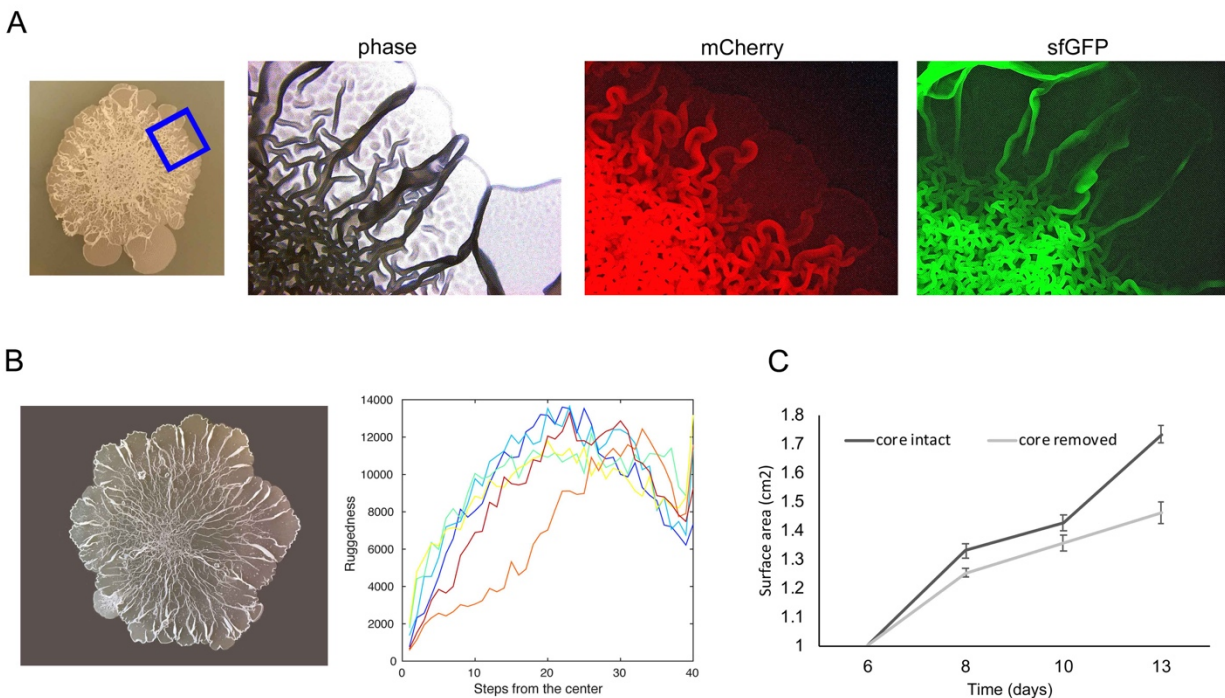 A
phase
mCherry
sfGFP
B
14000
12000
10000
8000
6000
4000
2000
0
Ruggedness
0
10
20
30
40
Steps from the center
C
1.8
1.7
1.6
1.5
1.4
1.3
1.2
1.1
1
Surface area (cm2)
core intact
core removed
6
8
10
13
Time (days)